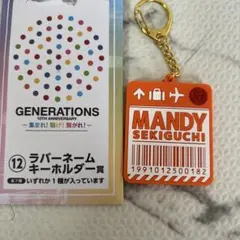 GENERATIONS
10TH ANNIVERSARY
～集まれ！騒げ！繋がれ！～
⑫ ラバーネーム
キーホルダー賞
いずれか1種が入っています
MANDY
SEKIGUCHI
1991012500182